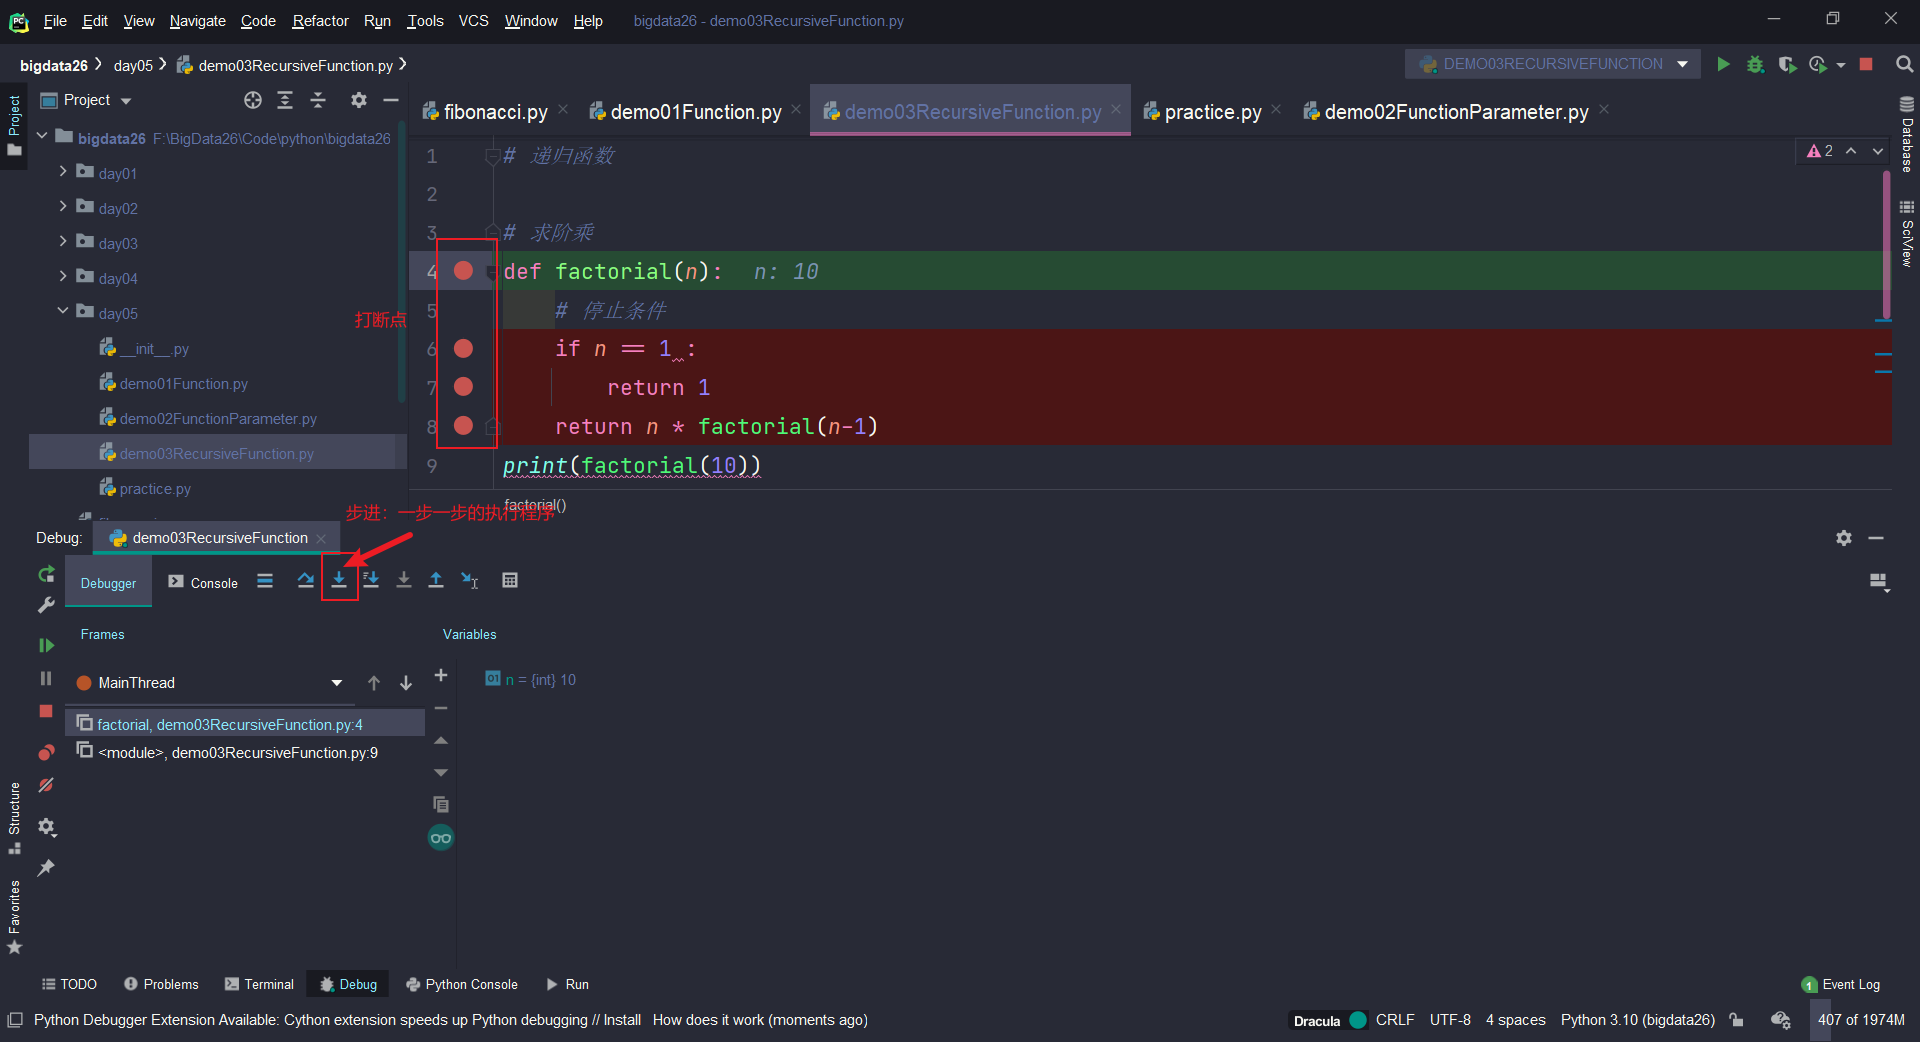 File Edit View Navigate Code Refactor Run Tools VCS Window Help bigdata26 - demo03RecursiveFunction.py
bigdata26 day05 demo03RecursiveFunction.py
DEMO03RECURSIVEFUNCTION
Project
Project
fibonacci.py demo01Function.py demo03RecursiveFunction.py practice.py demo02FunctionParameter.py
bigdata26 F:\BigData26\Code\python\bigdata26
day01
day02
day03
day04
day05
__init__.py
demo01Function.py
demo02FunctionParameter.py
demo03RecursiveFunction.py
practice.py
1 # 递归函数
2
3 # 求阶乘
4 def factorial(n): n: 10
5 # 停止条件
6 if n == 1 :
7 return 1
8 return n * factorial(n-1)
9 print(factorial(10))
2
打断点
factorial()
步进：一步一步的执行程序
Database
SciView
Debug: demo03RecursiveFunction
Debugger Console
Frames Variables
MainThread
n = {int} 10
factorial, demo03RecursiveFunction.py:4
<module>, demo03RecursiveFunction.py:9
Structure
Favorites
TODO Problems Terminal Debug Python Console Run 1 Event Log
Python Debugger Extension Available: Cython extension speeds up Python debugging // Install How does it work (moments ago) Dracula CRLF UTF-8 4 spaces Python 3.10 (bigdata26) 407 of 1974M